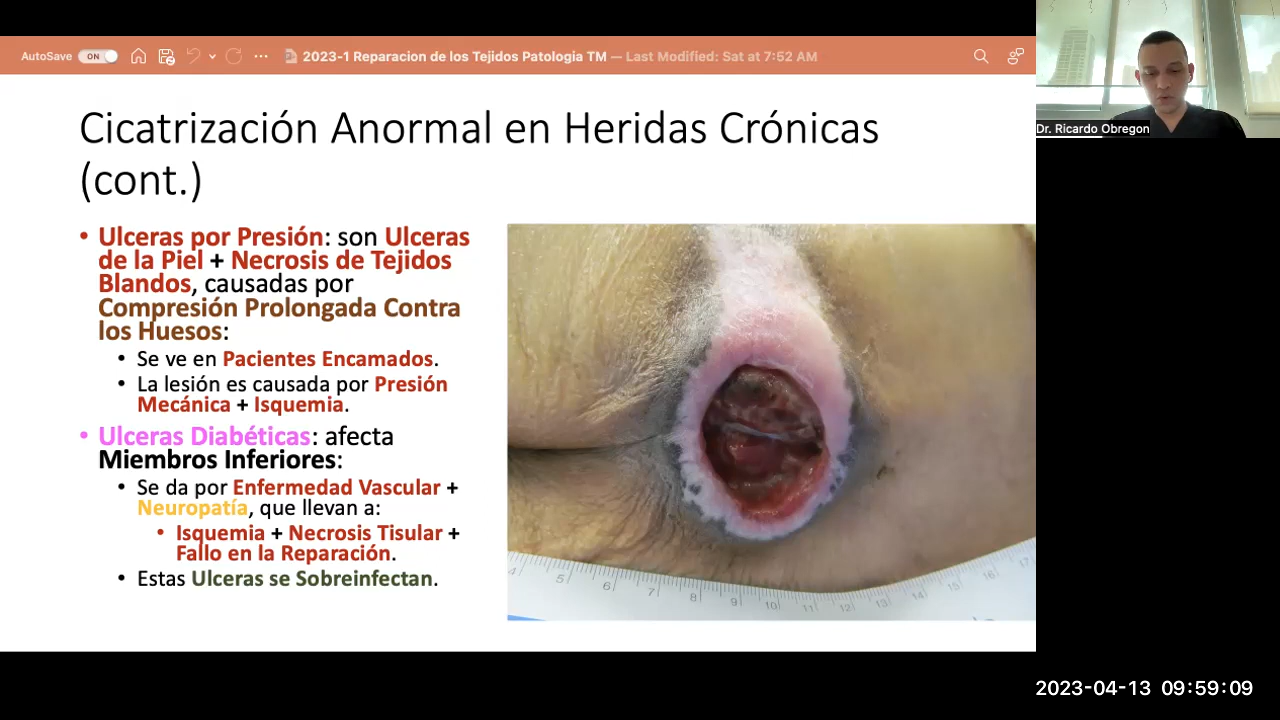 AutoSave ON ... 2023-1 Reparacion de los Tejidos Patologia TM — Last Modified: Sat at 7:52 AM
Dr. Ricardo Obregon
Cicatrización Anormal en Heridas Crónicas
(cont.)
• Ulceras por Presión: son Ulceras
de la Piel + Necrosis de Tejidos
Blandos, causadas por
Compresión Prolongada Contra
los Huesos:
• Se ve en Pacientes Encamados.
• La lesión es causada por Presión
Mecánica + Isquemia.
• Ulceras Diabéticas: afecta
Miembros Inferiores:
• Se da por Enfermedad Vascular +
Neuropatía, que llevan a:
• Isquemia + Necrosis Tisular +
Fallo en la Reparación.
• Estas Ulceras se Sobreinfectan.
4 5 6 7 8 9 10 11 12 13 14 15 16 17
2023-04-13 09:59:09